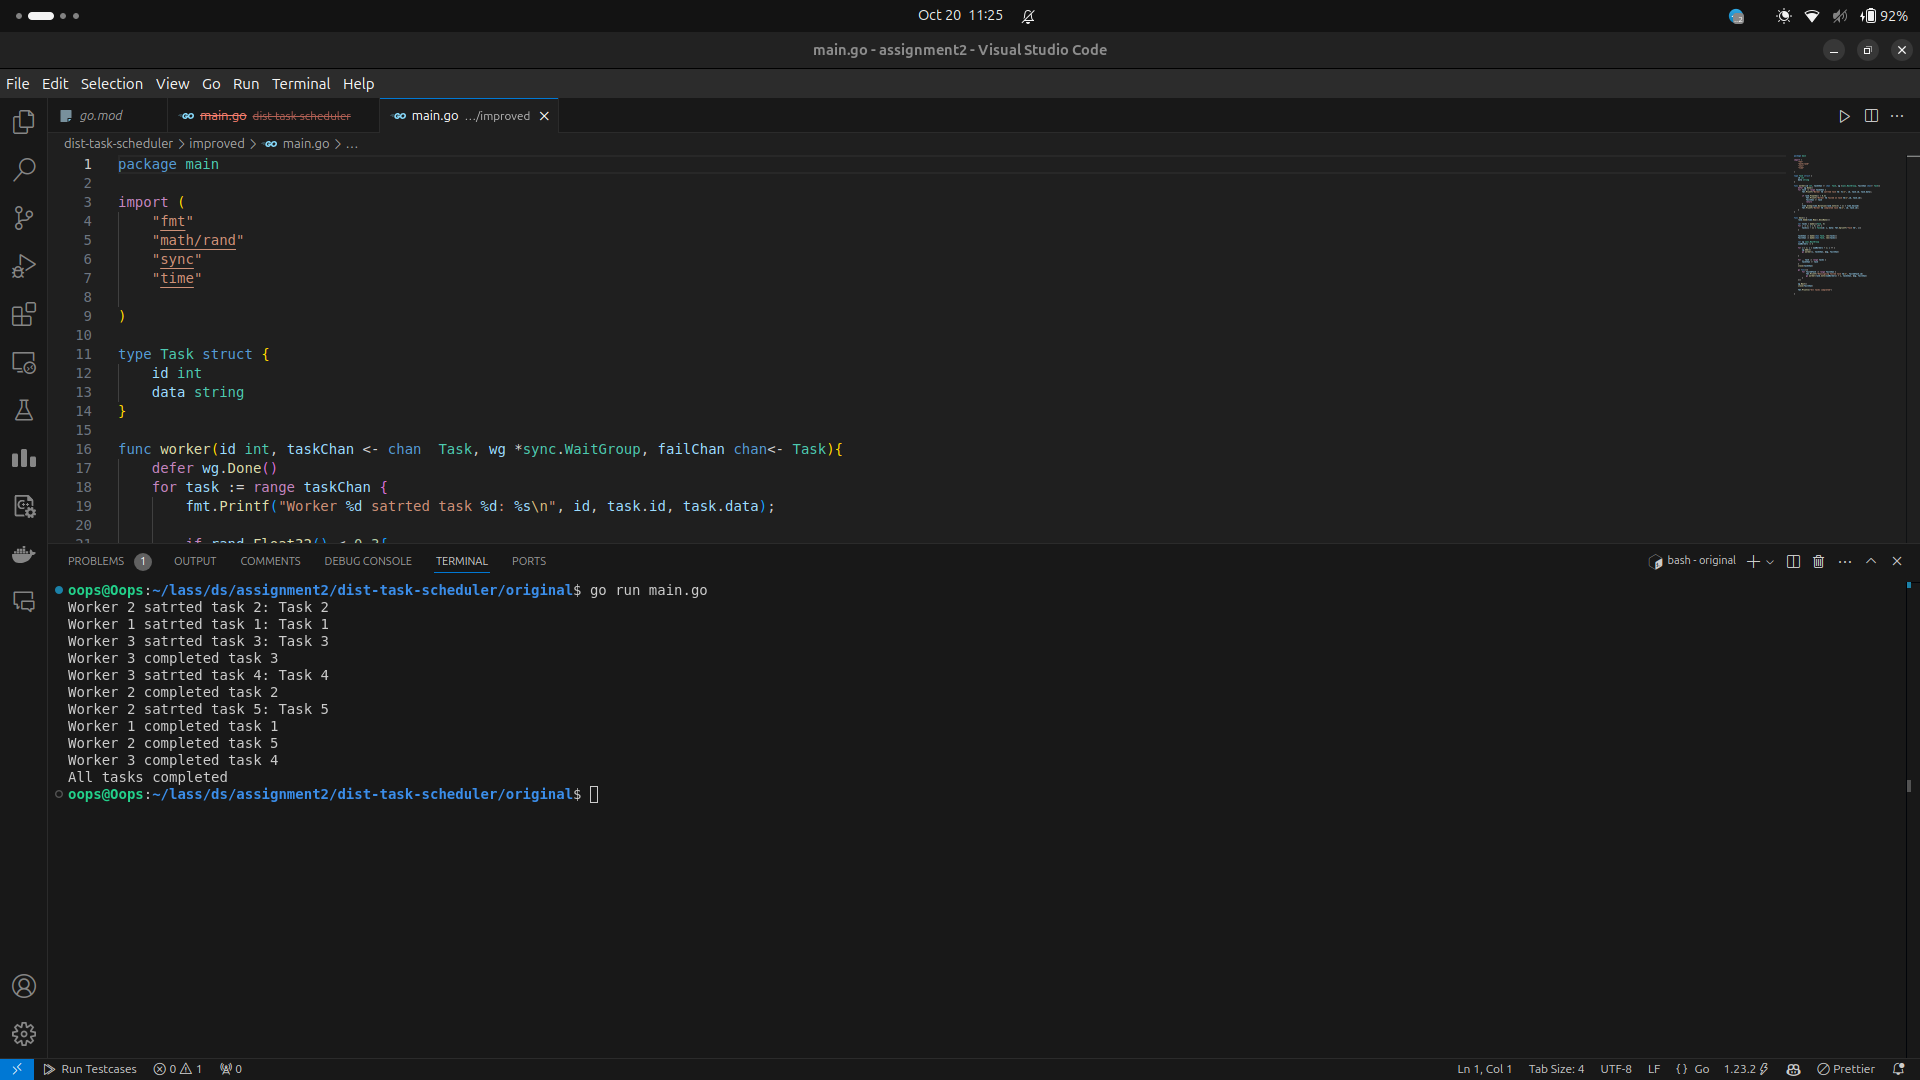 Oct 20 11:25
92%
main.go - assignment2 - Visual Studio Code
File Edit Selection View Go Run Terminal Help
go.mod main.go dist-task-scheduler main.go .../improved
dist-task-scheduler > improved > main.go > ...
1 package main
2
3 import (
4 "fmt"
5 "math/rand"
6 "sync"
7 "time"
8
9 )
10
11 type Task struct {
12 id int
13 data string
14 }
15
16 func worker(id int, taskChan <- chan  Task, wg *sync.WaitGroup, failChan chan<- Task){
17 defer wg.Done()
18 for task := range taskChan {
19 fmt.Printf("Worker %d satrted task %d: %s\n", id, task.id, task.data);
20
21 if rand.Float32() < 0.3{
PROBLEMS 1 OUTPUT COMMENTS DEBUG CONSOLE TERMINAL PORTS
bash - original
oops@Oops:~/lass/ds/assignment2/dist-task-scheduler/original$ go run main.go
Worker 2 satrted task 2: Task 2
Worker 1 satrted task 1: Task 1
Worker 3 satrted task 3: Task 3
Worker 3 completed task 3
Worker 3 satrted task 4: Task 4
Worker 2 completed task 2
Worker 2 satrted task 5: Task 5
Worker 1 completed task 1
Worker 2 completed task 5
Worker 3 completed task 4
All tasks completed
oops@Oops:~/lass/ds/assignment2/dist-task-scheduler/original$
Run Testcases 0 1 0
Ln 1, Col 1 Tab Size: 4 UTF-8 LF {} Go 1.23.2 Prettier